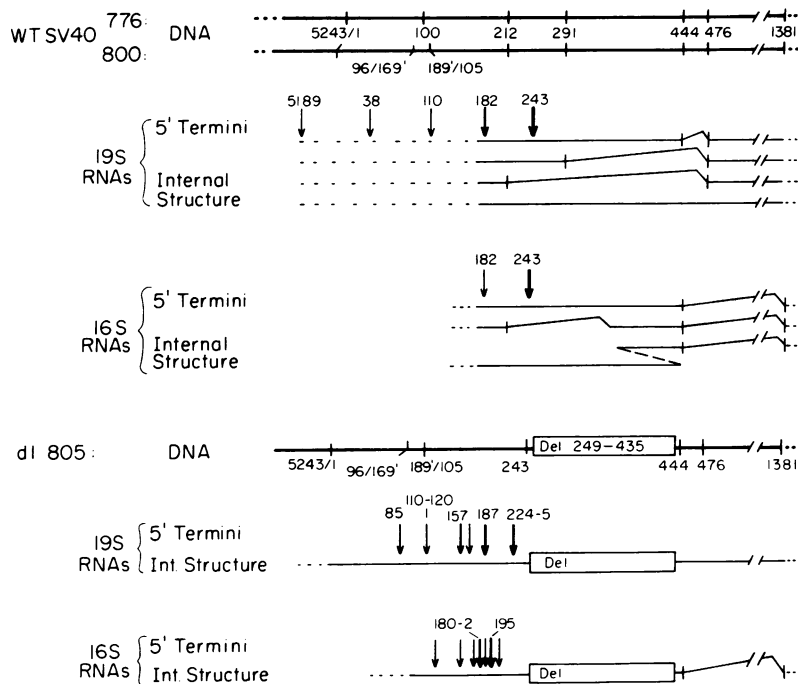 776:
WT SV40 DNA
5243/1 100 212 291 444 476 1381
800:
96/169' 189'/105
5189 38 110 182 243
19S RNAs
5' Termini
Internal Structure
182 243
16S RNAs
5' Termini
Internal Structure
dl 805: DNA
Del 249-435
5243/1 96/169' 189'/105 243 444 476 1381
19S RNAs
5' Termini
Int. Structure
85 110-120 157 187 224-5
Del
16S RNAs
5' Termini
Int. Structure
180-2 195
Del